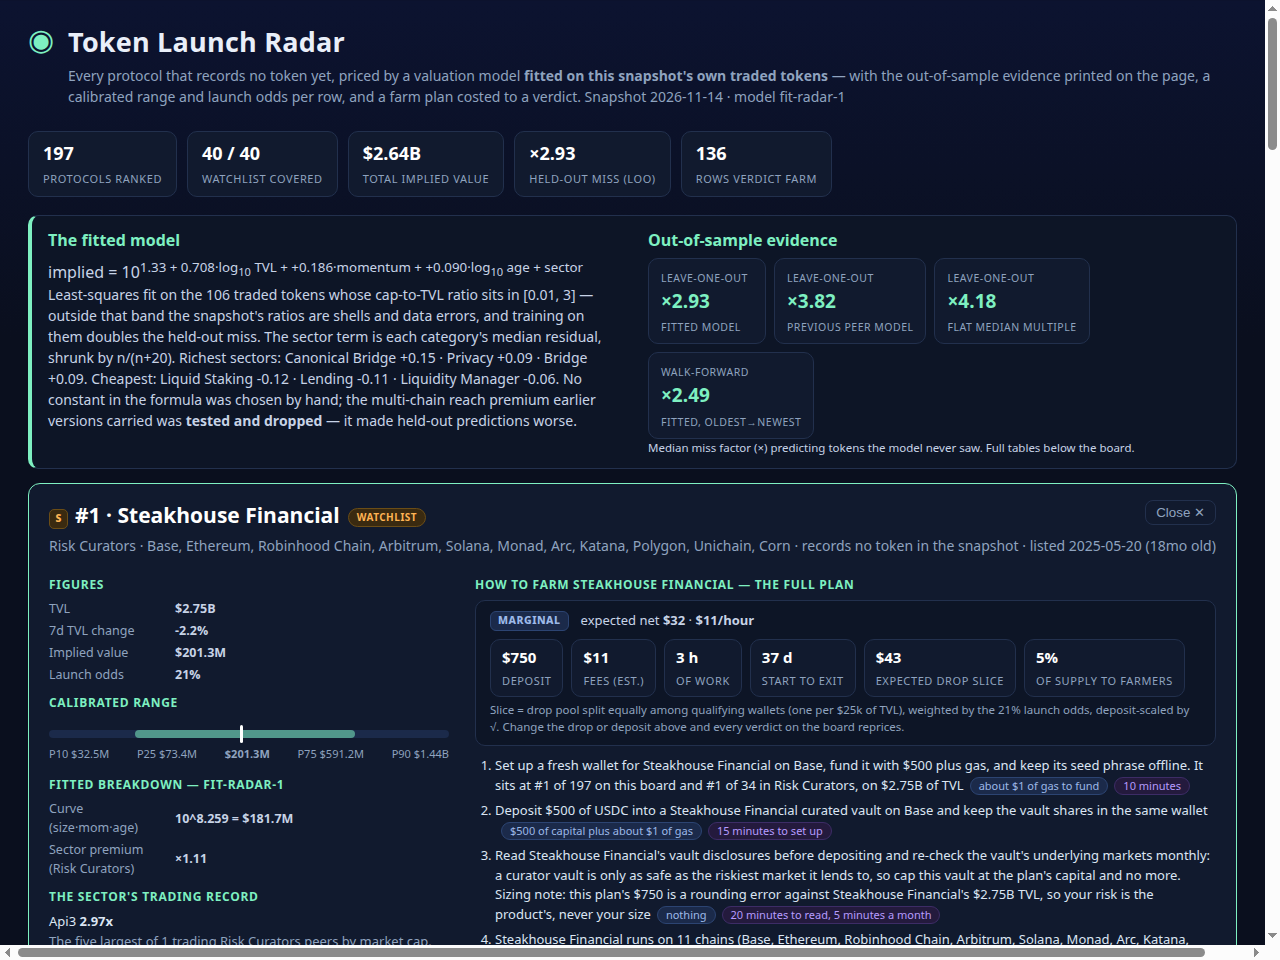 Token Launch Radar
Every protocol that records no token yet, priced by a valuation model fitted on this snapshot's own traded tokens — with the out-of-sample evidence printed on the page, a
calibrated range and launch odds per row, and a farm plan costed to a verdict. Snapshot 2026-11-14 · model fit-radar-1
197
PROTOCOLS RANKED
40 / 40
WATCHLIST COVERED
$2.64B
TOTAL IMPLIED VALUE
×2.93
HELD-OUT MISS (LOO)
136
ROWS VERDICT FARM
The fitted model
implied = 10^1.33 + 0.708·log10 TVL + +0.186·momentum + +0.090·log10 age + sector
Least-squares fit on the 106 traded tokens whose cap-to-TVL ratio sits in [0.01, 3] —
outside that band the snapshot's ratios are shells and data errors, and training on
them doubles the held-out miss. The sector term is each category's median residual,
shrunk by n/(n+20). Richest sectors: Canonical Bridge +0.15 · Privacy +0.09 · Bridge
+0.09. Cheapest: Liquid Staking -0.12 · Lending -0.11 · Liquidity Manager -0.06. No
constant in the formula was chosen by hand; the multi-chain reach premium earlier
versions carried was tested and dropped — it made held-out predictions worse.
Out-of-sample evidence
LEAVE-ONE-OUT
×2.93
FITTED MODEL
LEAVE-ONE-OUT
×3.82
PREVIOUS PEER MODEL
LEAVE-ONE-OUT
×4.18
FLAT MEDIAN MULTIPLE
WALK-FORWARD
×2.49
FITTED, OLDEST→NEWEST
Median miss factor (×) predicting tokens the model never saw. Full tables below the board.
S #1 · Steakhouse Financial WATCHLIST
Close ✕
Risk Curators · Base, Ethereum, Robinhood Chain, Arbitrum, Solana, Monad, Arc, Katana, Polygon, Unichain, Corn · records no token in the snapshot · listed 2025-05-20 (18mo old)
FIGURES
TVL $2.75B
7d TVL change -2.2%
Implied value $201.3M
Launch odds 21%
CALIBRATED RANGE
P10 $32.5M P25 $73.4M $201.3M P75 $591.2M P90 $1.44B
FITTED BREAKDOWN — FIT-RADAR-1
Curve
(size·mom·age) 10^8.259 = $181.7M
Sector premium
(Risk Curators) ×1.11
THE SECTOR'S TRADING RECORD
Api3 2.97x
The five largest of 1 trading Risk Curators peers by market cap.
HOW TO FARM STEAKHOUSE FINANCIAL — THE FULL PLAN
MARGINAL expected net $32 · $11/hour
$750
DEPOSIT
$11
FEES (EST.)
3 h
OF WORK
37 d
START TO EXIT
$43
EXPECTED DROP SLICE
5%
OF SUPPLY TO FARMERS
Slice = drop pool split equally among qualifying wallets (one per $25k of TVL), weighted by the 21% launch odds, deposit-scaled by
√. Change the drop or deposit above and every verdict on the board reprices.
1. Set up a fresh wallet for Steakhouse Financial on Base, fund it with $500 plus gas, and keep its seed phrase offline. It
sits at #1 of 197 on this board and #1 of 34 in Risk Curators, on $2.75B of TVL about $1 of gas to fund 10 minutes
2. Deposit $500 of USDC into a Steakhouse Financial curated vault on Base and keep the vault shares in the same wallet
$500 of capital plus about $1 of gas 15 minutes to set up
3. Read Steakhouse Financial's vault disclosures before depositing and re-check the vault's underlying markets monthly:
a curator vault is only as safe as the riskiest market it lends to, so cap this vault at the plan's capital and no more.
Sizing note: this plan's $750 is a rounding error against Steakhouse Financial's $2.75B TVL, so your risk is the
product's, never your size nothing 20 minutes to read, 5 minutes a month
4. Steakhouse Financial runs on 11 chains (Base, Ethereum, Robinhood Chain, Arbitrum, Solana, Monad, Arc, Katana,